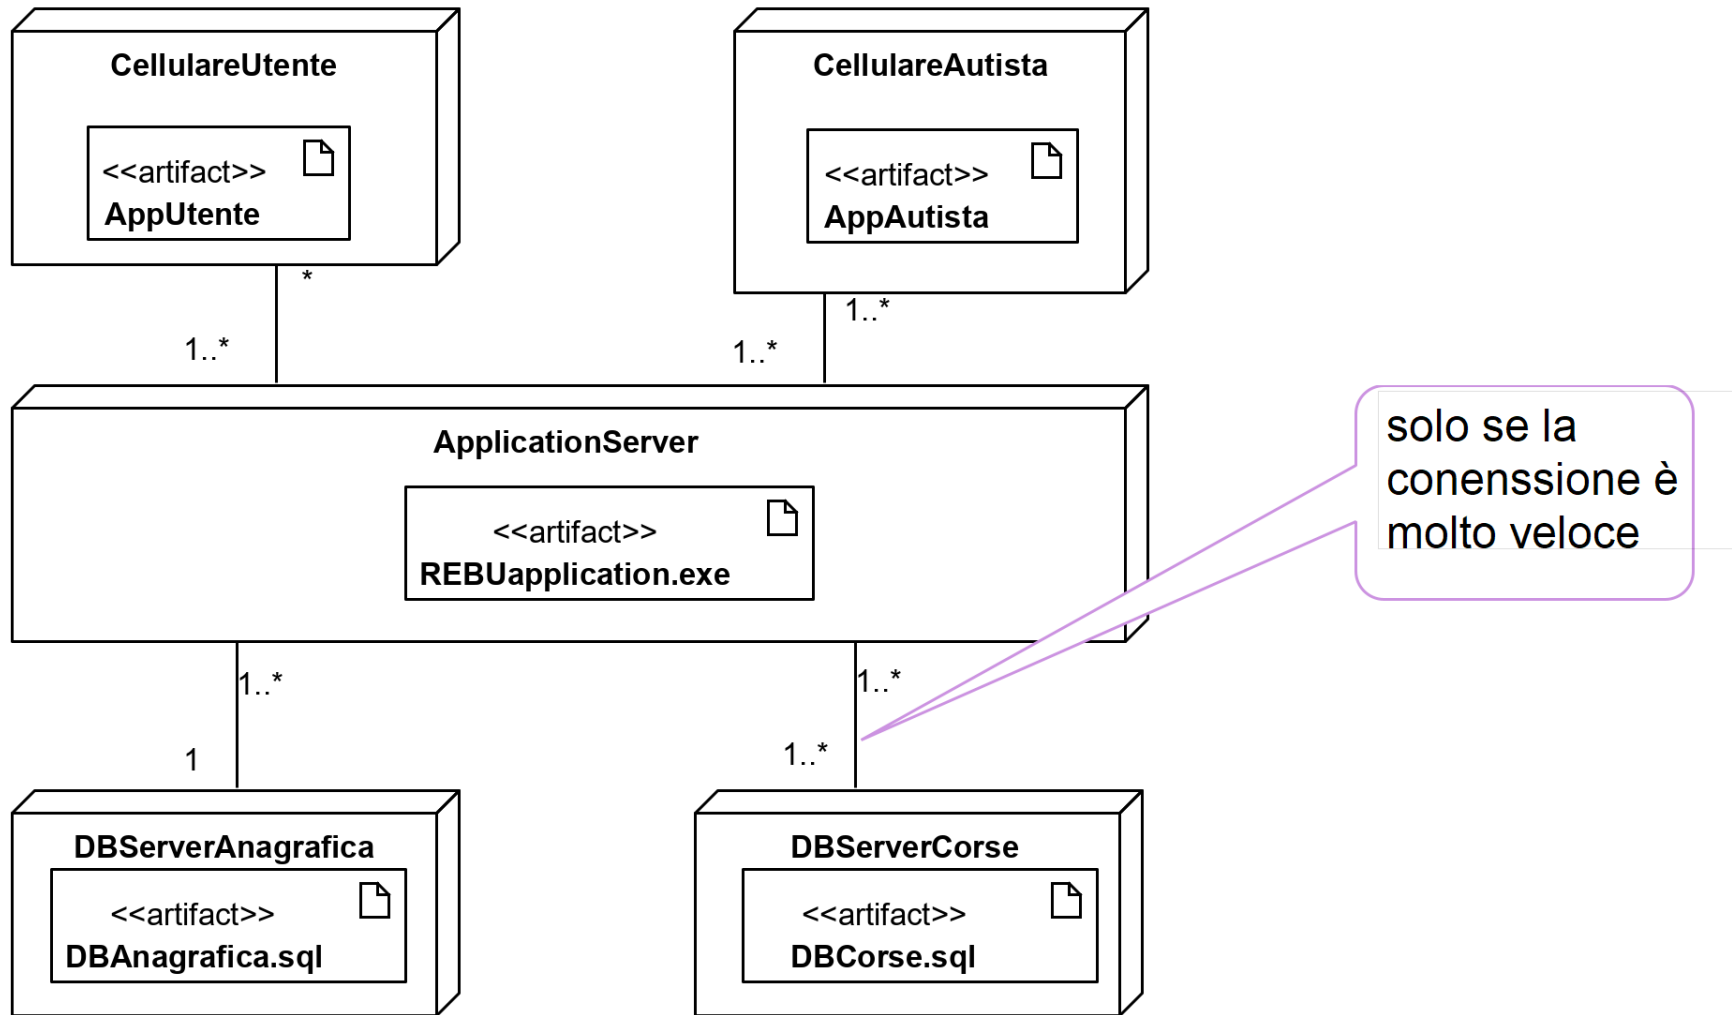 CellulareUtente
<<artifact>>
AppUtente
*
1..*
CellulareAutista
<<artifact>>
AppAutista
1..*
1..*
ApplicationServer
<<artifact>>
REBUapplication.exe
solo se la
conenssione è
molto veloce
1..*
1
1..*
1..*
DBServerAnagrafica
<<artifact>>
DBAnagrafica.sql
DBServerCorse
<<artifact>>
DBCorse.sql